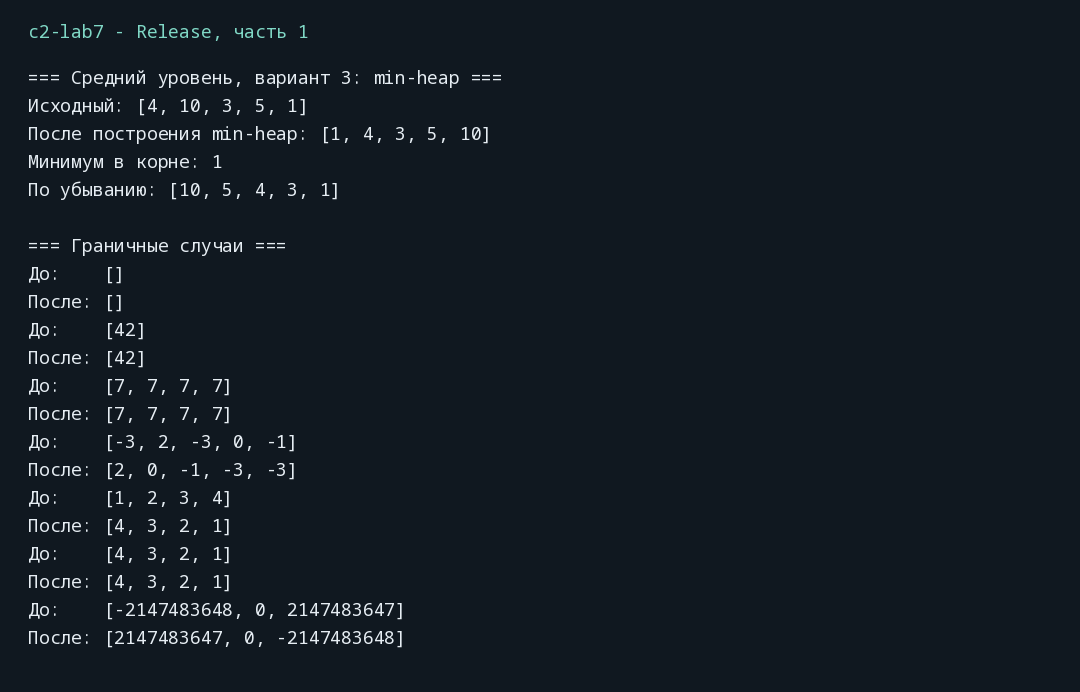 c2-lab7 - Release, часть 1
=== Средний уровень, вариант 3: min-heap ===
Исходный: [4, 10, 3, 5, 1]
После построения min-heap: [1, 4, 3, 5, 10]
Минимум в корне: 1
По убыванию: [10, 5, 4, 3, 1]
=== Граничные случаи ===
До:    []
После: []
До:    [42]
После: [42]
До:    [7, 7, 7, 7]
После: [7, 7, 7, 7]
До:    [-3, 2, -3, 0, -1]
После: [2, 0, -1, -3, -3]
До:    [1, 2, 3, 4]
После: [4, 3, 2, 1]
До:    [4, 3, 2, 1]
После: [4, 3, 2, 1]
До:    [-2147483648, 0, 2147483647]
После: [2147483647, 0, -2147483648]